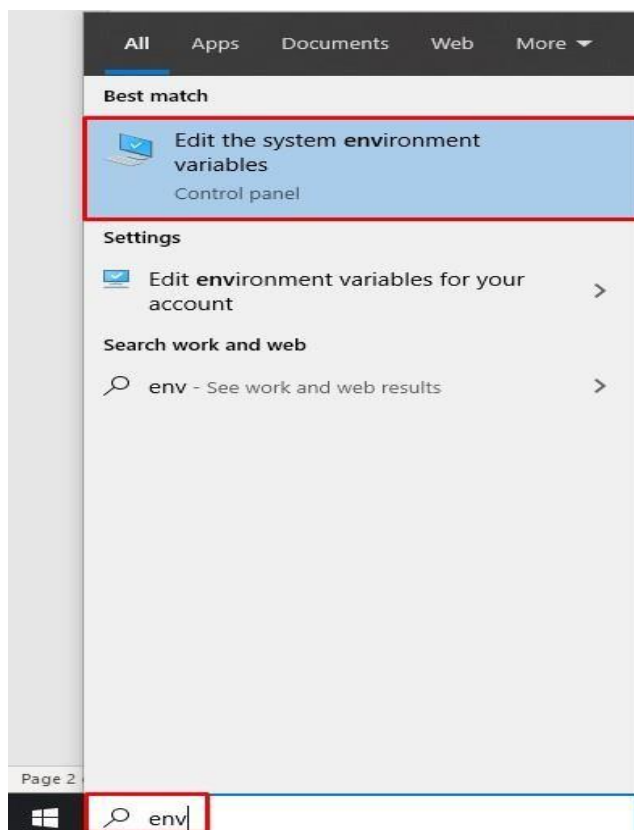 All Apps Documents Web More
Best match
Edit the system environment
variables
Control panel
Settings
Edit environment variables for your
account
Search work and web
env - See work and web results
Page 2
env